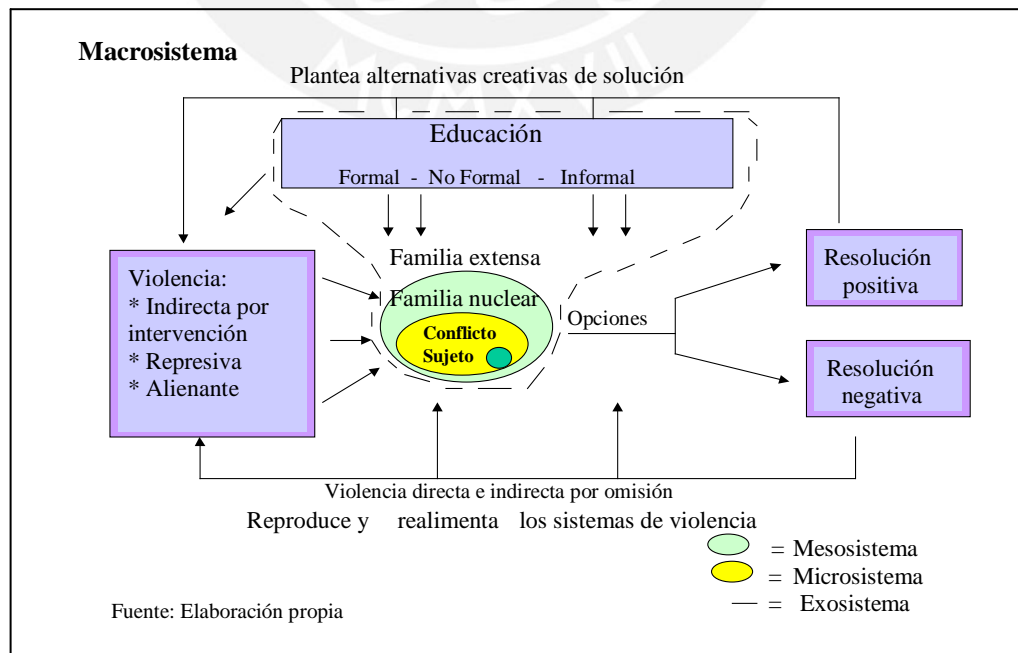 MCMXVII
Macrosistema
Plantea alternativas creativas de solución
Educación
Formal - No Formal - Informal
Violencia:
* Indirecta por
intervención
* Represiva
* Alienante
Familia extensa
Familia nuclear
Conflicto
Sujeto
Opciones
Resolución
positiva
Resolución
negativa
Violencia directa e indirecta por omisión
Reproduce y realimenta los sistemas de violencia
= Mesosistema
= Microsistema
= Exosistema
Fuente: Elaboración propia